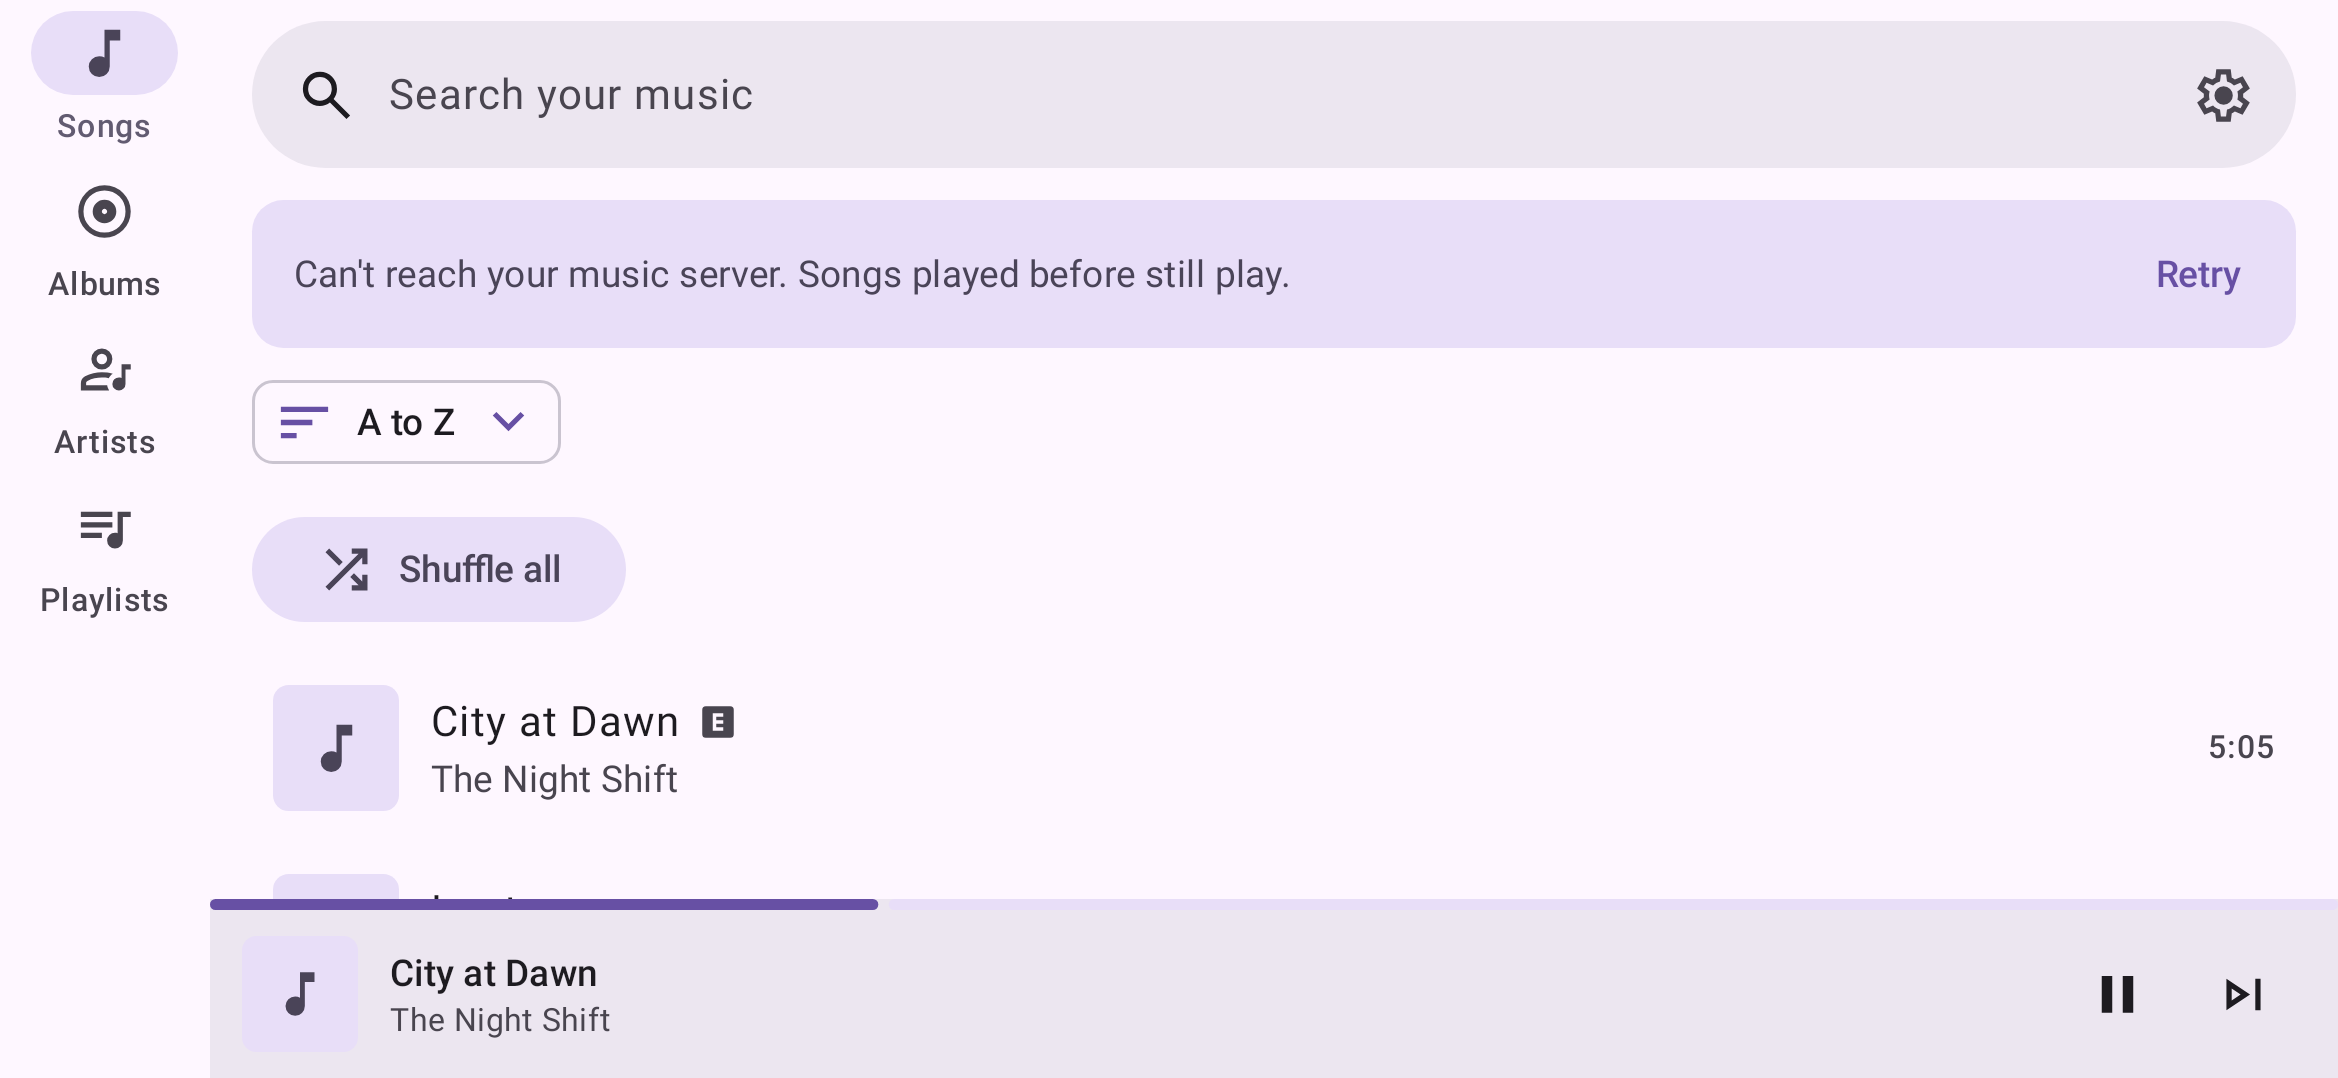 Songs
Albums
Artists
Playlists
Search your music
Can't reach your music server. Songs played before still play.
Retry
A to Z
Shuffle all
City at Dawn E
The Night Shift
5:05
City at Dawn
The Night Shift